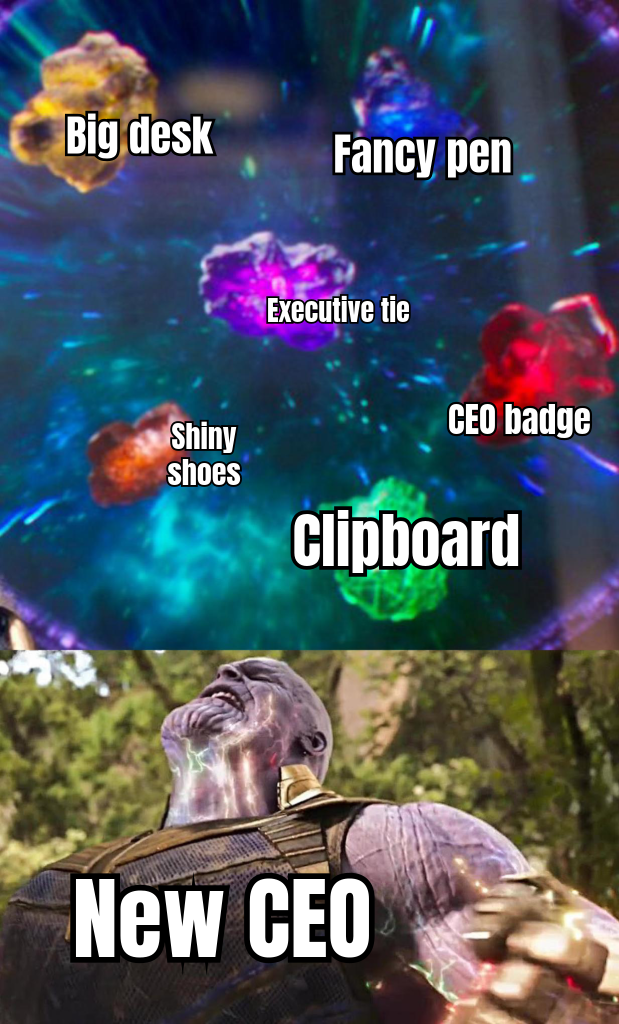 Big desk
Fancy pen
Executive tie
CEO badge
Shiny
shoes
Clipboard
New CEO